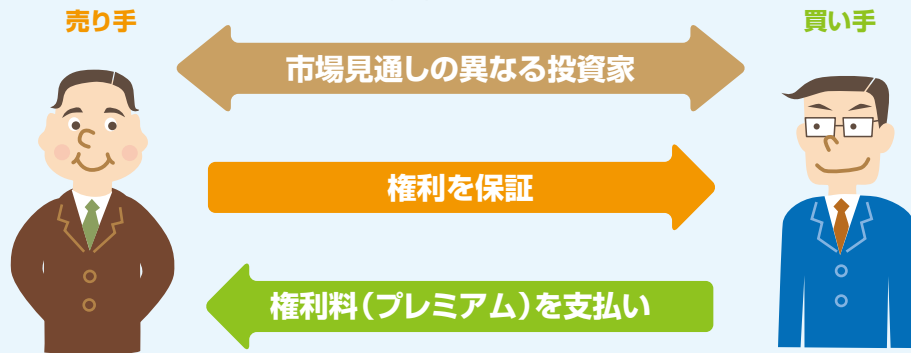 売り手
買い手
市場見通しの異なる投資家
権利を保証
権利料(プレミアム)を支払い